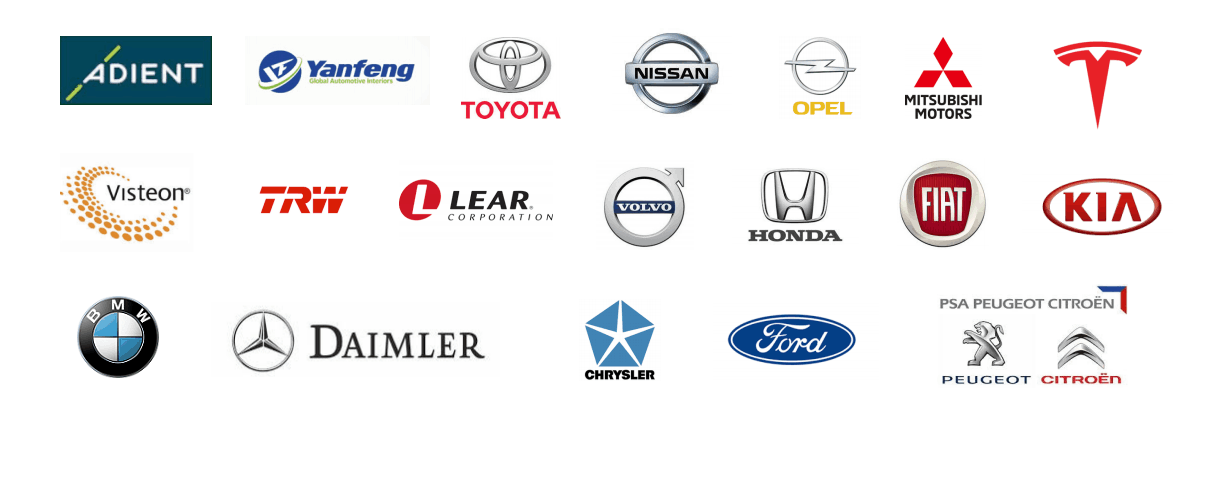 ADIENT
Yanfeng
Global Automotive Interiors
TOYOTA
NISSAN
OPEL
MITSUBISHI
MOTORS
Visteon®
TRW
L LEAR®
CORPORATION
VOLVO
HONDA
FIAT
KIA
BMW
DAIMLER
CHRYSLER
Ford
PSA PEUGEOT CITROËN
PEUGEOT
CITROËN